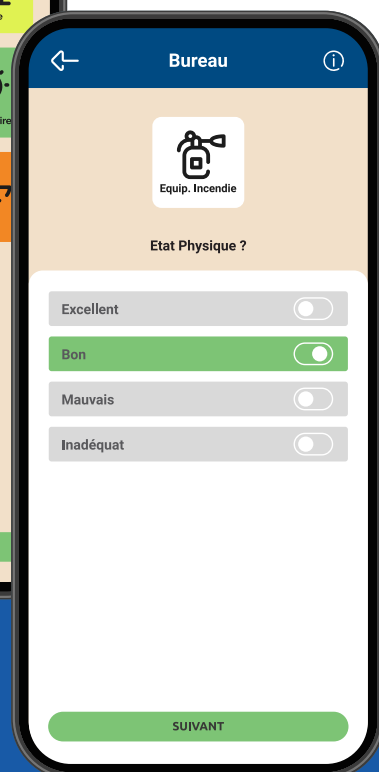 Bureau
Equip. Incendie
Etat Physique ?
Excellent
Bon
Mauvais
Inadéquat
SUIVANT